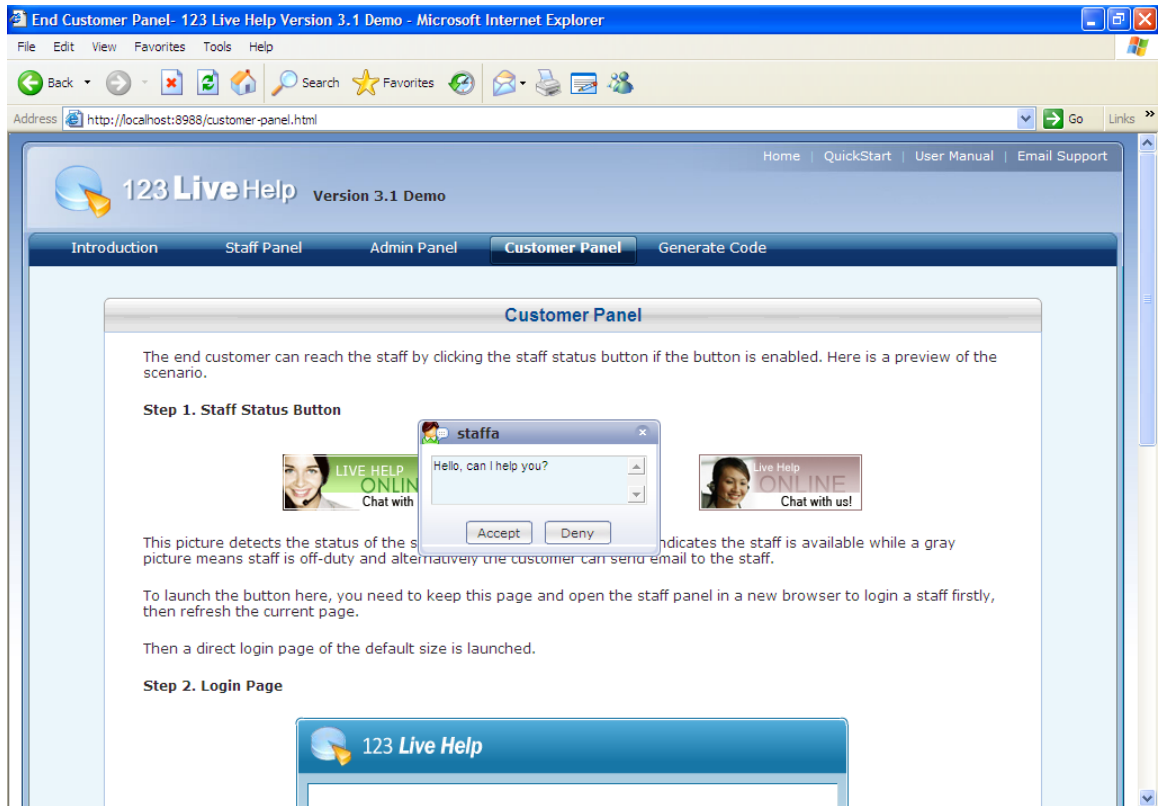 End Customer Panel- 123 Live Help Version 3.1 Demo - Microsoft Internet Explorer
File Edit View Favorites Tools Help
Back Search Favorites
Address http://localhost:8988/customer-panel.html Go Links »
Home | QuickStart | User Manual | Email Support
123 Live Help Version 3.1 Demo
Introduction Staff Panel Admin Panel Customer Panel Generate Code
Customer Panel
The end customer can reach the staff by clicking the staff status button if the button is enabled. Here is a preview of the
scenario.
Step 1. Staff Status Button
staffa
Hello, can I help you?
Accept Deny
LIVE HELP
ONLIN
Chat with
Live Help
ONLINE
Chat with us!
This picture detects the status of the s ndicates the staff is available while a gray
picture means staff is off-duty and alternatively the customer can send email to the staff.
To launch the button here, you need to keep this page and open the staff panel in a new browser to login a staff firstly,
then refresh the current page.
Then a direct login page of the default size is launched.
Step 2. Login Page
123 Live Help